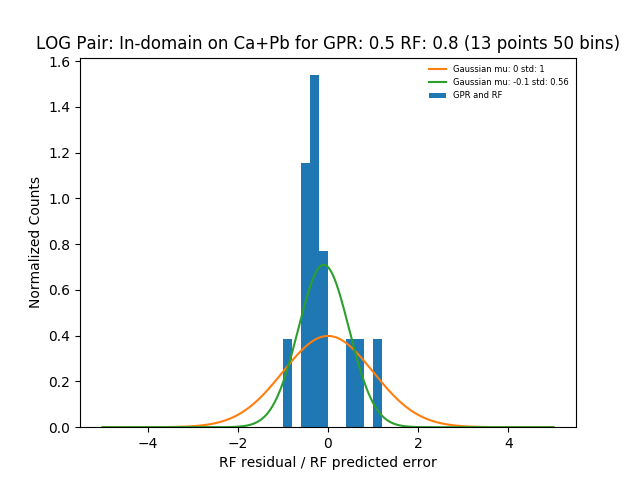 LOG Pair: In-domain on Ca+Pb for GPR: 0.5 RF: 0.8 (13 points 50 bins)
Gaussian mu: 0 std: 1
Gaussian mu: -0.1 std: 0.56
GPR and RF
1.6
1.4
1.2
1.0
0.8
0.6
0.4
0.2
0.0
Normalized Counts
−4
−2
0
2
4
RF residual / RF predicted error